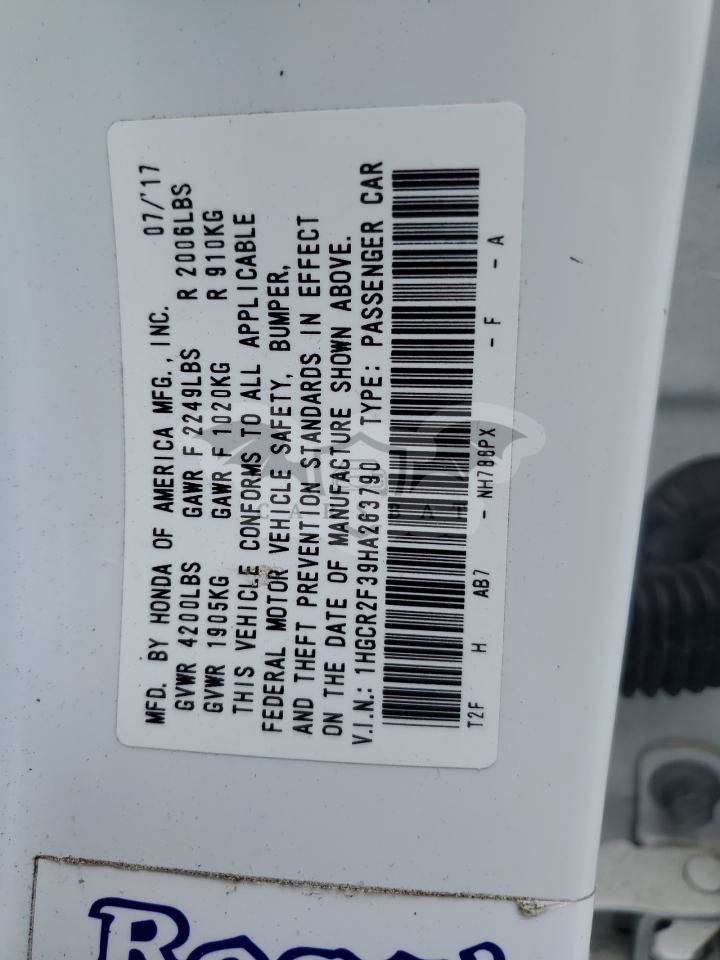 MFD. BY HONDA OF AMERICA MFG., INC. 07/'17
GVWR 4200LBS GAWR F 2249LBS R 2006LBS
GVWR 1905KG GAWR F 1020KG R 910KG
THIS VEHICLE CONFORMS TO ALL APPLICABLE
FEDERAL MOTOR VEHICLE SAFETY, BUMPER,
AND THEFT PREVENTION STANDARDS IN EFFECT
ON THE DATE OF MANUFACTURE SHOWN ABOVE.
V.I.N.: 1HGCR2F39HA263790 TYPE: PASSENGER CAR
T2F H AB7 - NH788PX - F - A